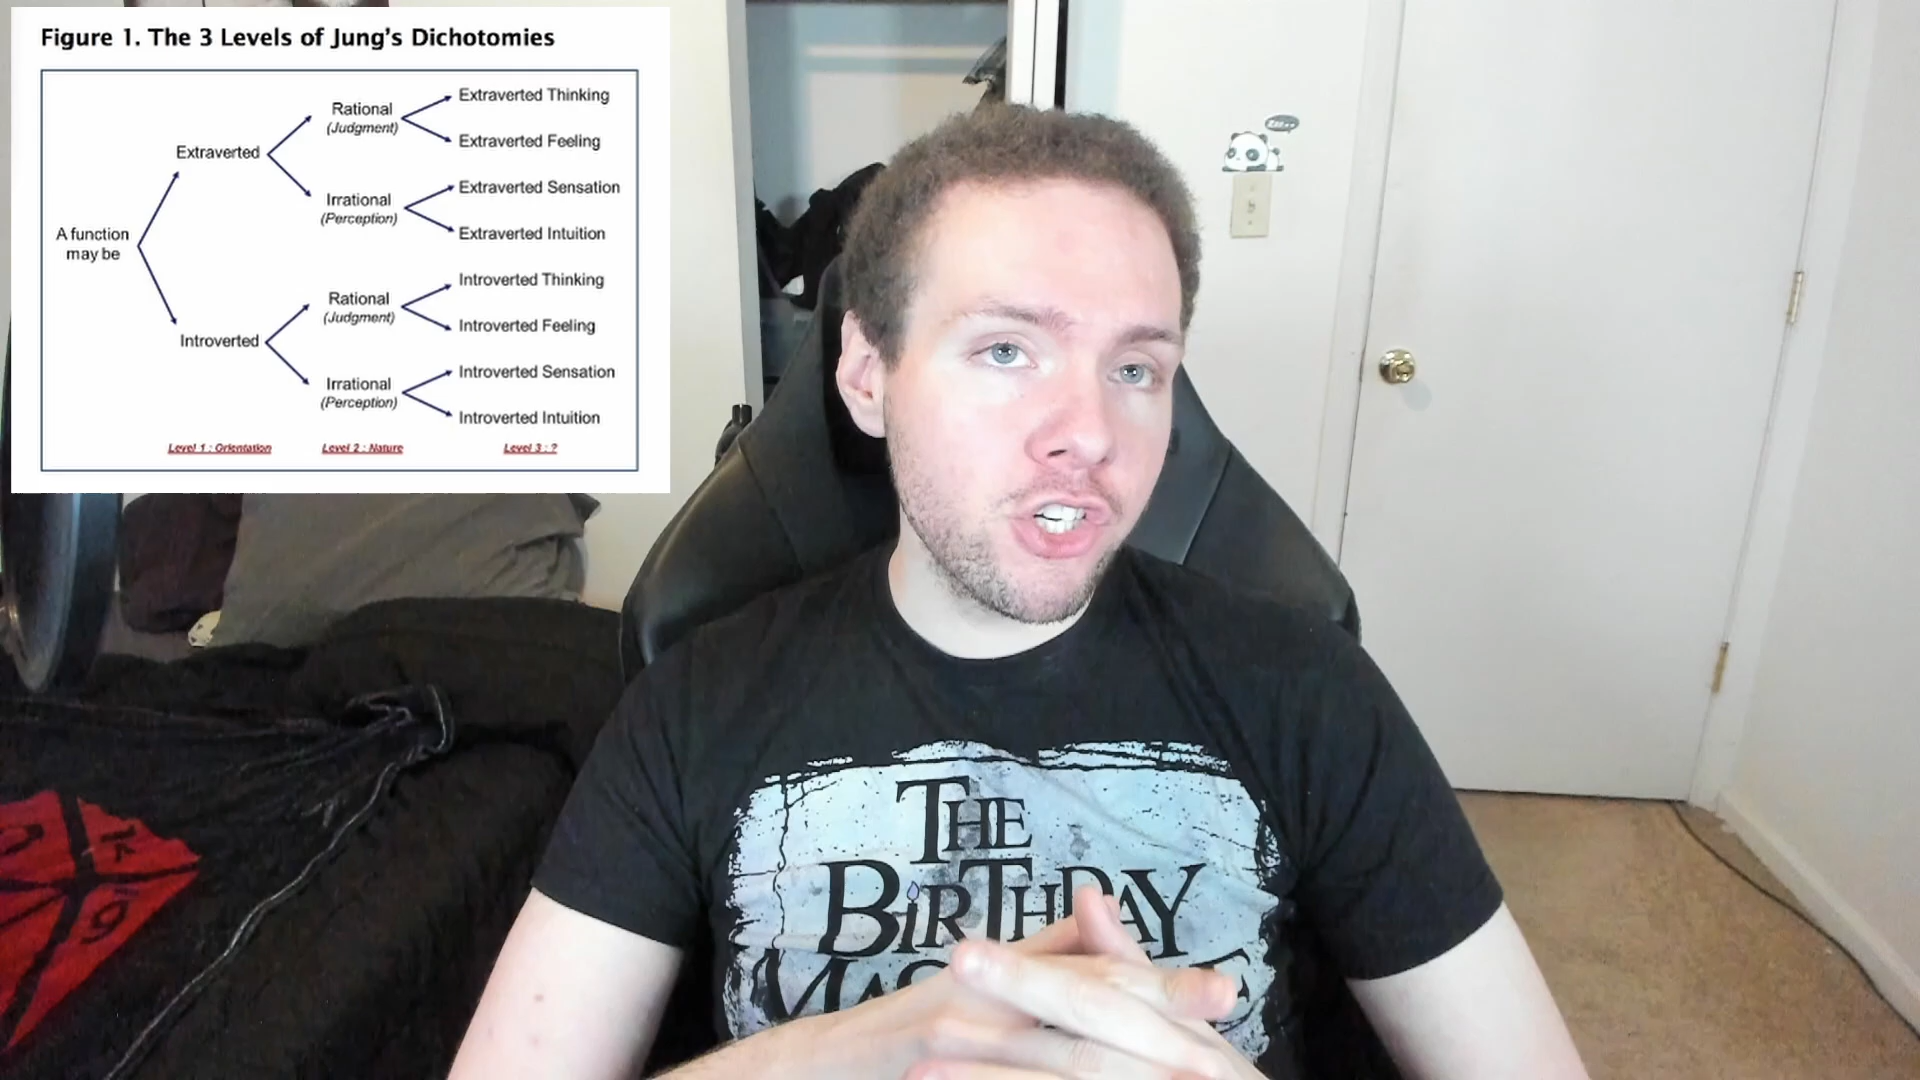 Figure 1. The 3 Levels of Jung's Dichotomies
Extraverted Thinking
Rational
(Judgment)
Extraverted Feeling
Extraverted
Extraverted Sensation
Irrational
(Perception)
Extraverted Intuition
A function
may be
Introverted Thinking
Rational
(Judgment)
Introverted Feeling
Introverted
Introverted Sensation
Irrational
(Perception)
Introverted Intuition
Level 1 : Orientation
Level 2 : Nature
Level 3 : ?
THE
BIRTHDAY